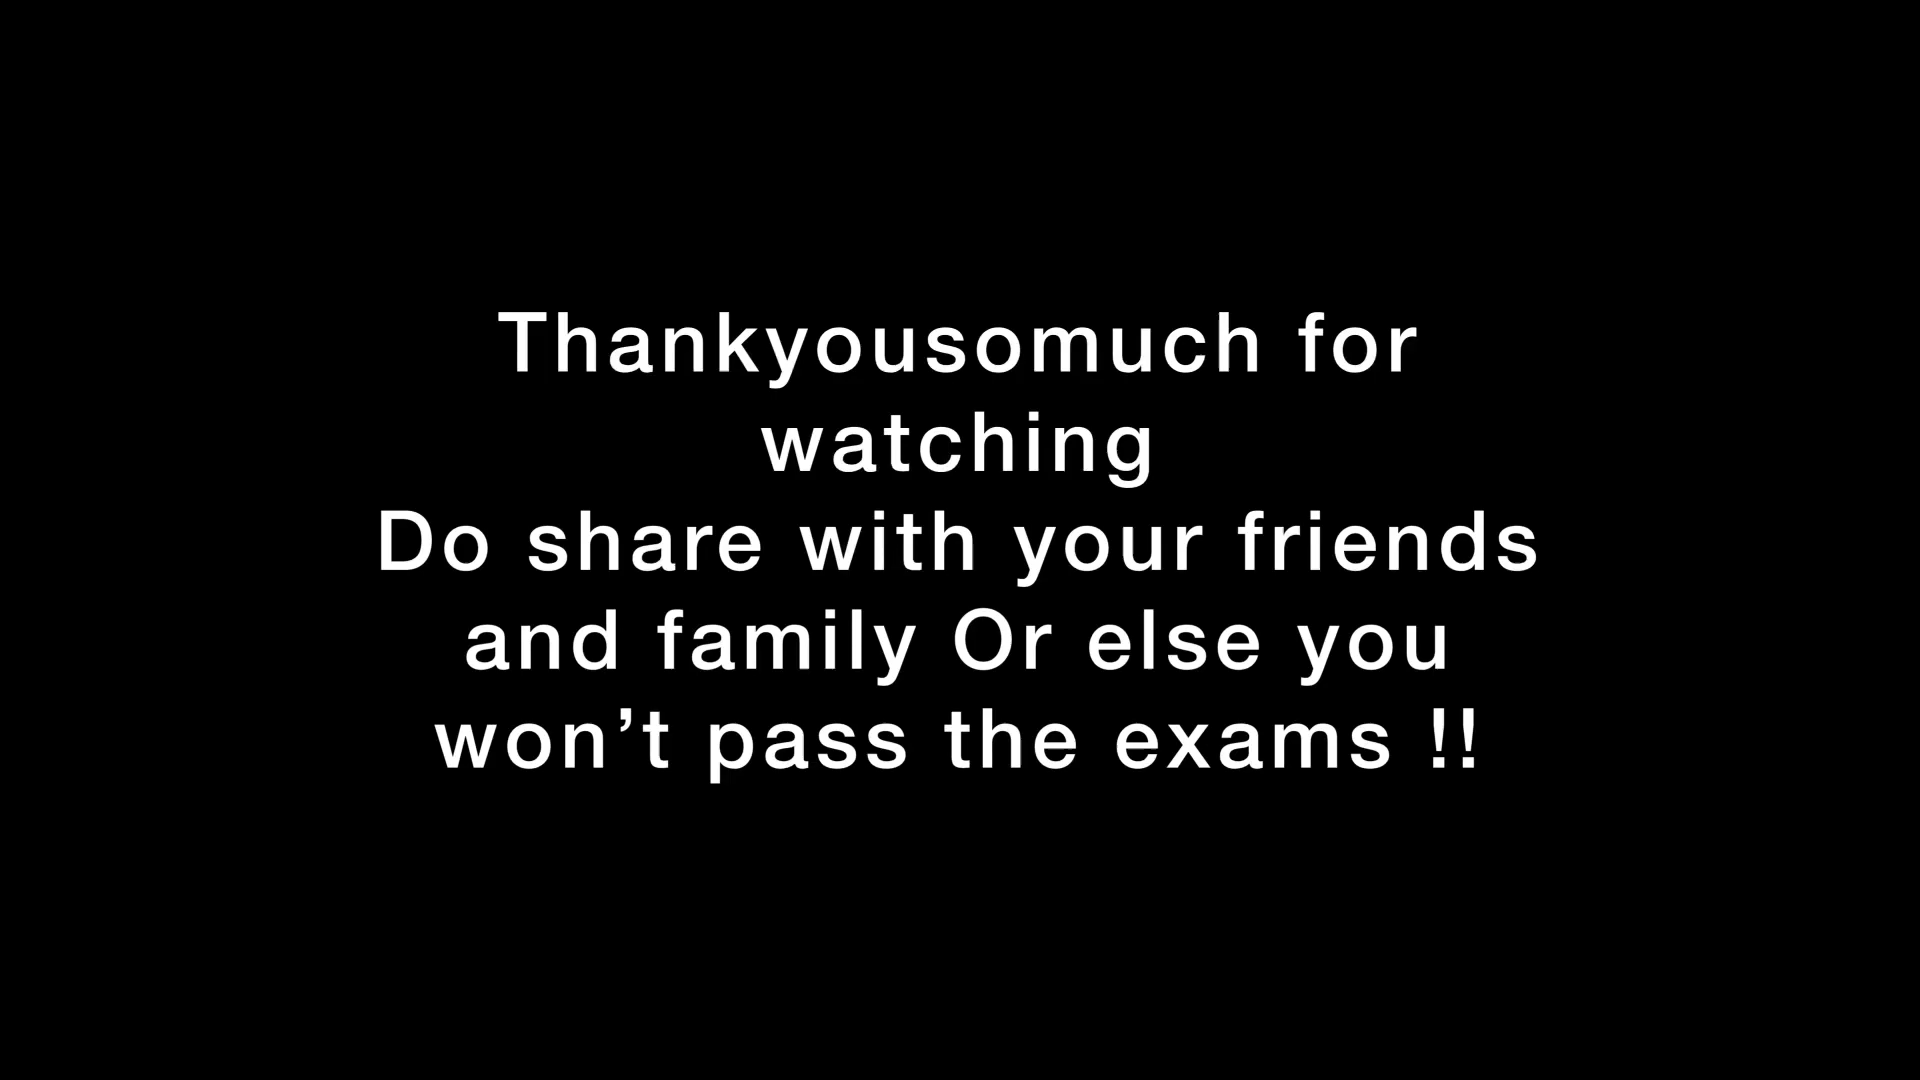 Thankyousomuch for
watching
Do share with your friends
and family Or else you
won’t pass the exams !!